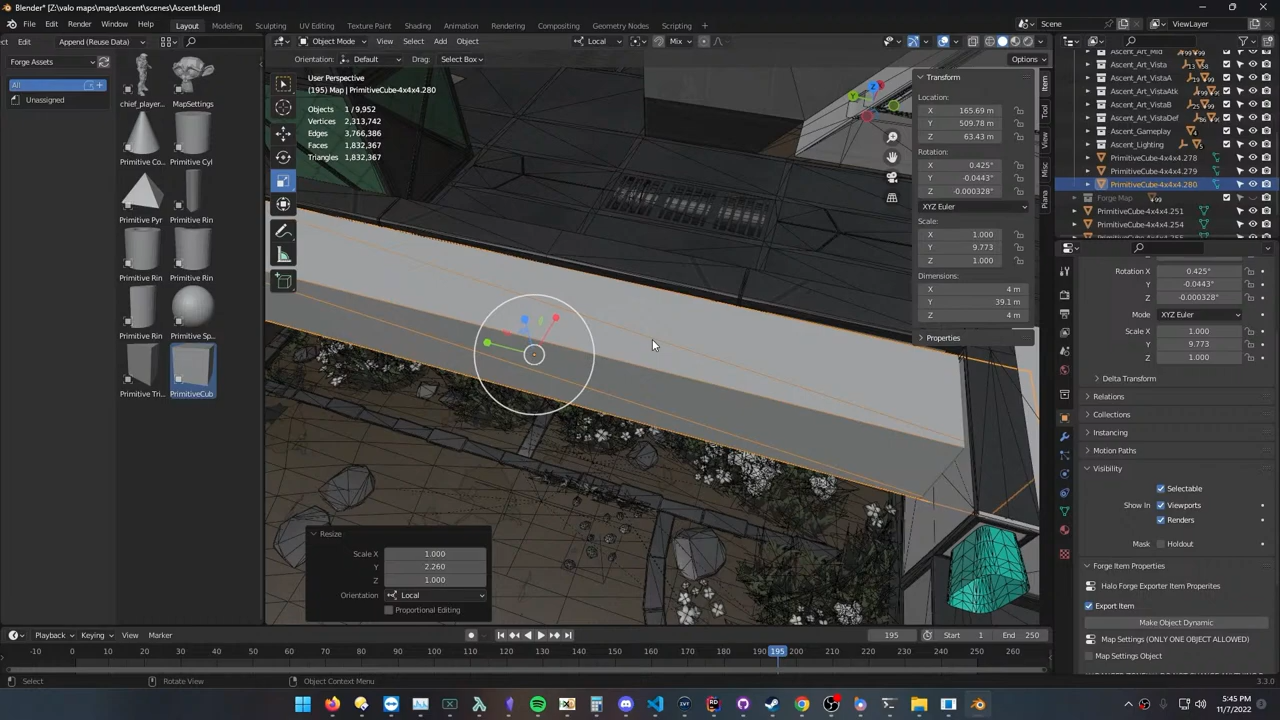 Blender* [Z:\valo maps\maps\ascent\scenes\Ascent.blend]
File Edit Render Window Help Layout Modeling Sculpting UV Editing Texture Paint Shading Animation Rendering Compositing Geometry Nodes Scripting + Scene ViewLayer
Edit Append (Reuse Data) Object Mode View Select Add Object Local Mix
Forge Assets Orientation: Default Drag: Select Box Options
All
Unassigned
chief_player... MapSettings
Primitive Co... Primitive Cyl
Primitive Pyr Primitive Rin
Primitive Rin Primitive Rin
Primitive Rin Primitive Sp...
Primitive Tri... PrimitiveCub
User Perspective
(195) Map | PrimitiveCube-4x4x4.280
Objects 1 / 9,952
Vertices 2,313,742
Edges 3,766,386
Faces 1,832,367
Triangles 1,832,367
Transform
Location:
X 165.69 m
Y 509.78 m
Z 63.43 m
Rotation:
X 0.425°
Y -0.0443°
Z -0.000328°
XYZ Euler
Scale:
X 1.000
Y 9.773
Z 1.000
Dimensions:
X 4 m
Y 39.1 m
Z 4 m
Properties
Item
Tool
View
Resize
Scale X 1.000
Y 2.260
Z 1.000
Orientation Local
Proportional Editing
Ascent_Art_Mid
Ascent_Art_Vista
Ascent_Art_VistaA
Ascent_Art_VistaAtk
Ascent_Art_VistaB
Ascent_Art_VistaDef
Ascent_Gameplay
Ascent_Lighting
PrimitiveCube-4x4x4.278
PrimitiveCube-4x4x4.279
PrimitiveCube-4x4x4.280
Forge Map
PrimitiveCube-4x4x4.251
PrimitiveCube-4x4x4.254
Rotation X 0.425°
Y -0.0443°
Z -0.000328°
Mode XYZ Euler
Scale X 1.000
Y 9.773
Z 1.000
Delta Transform
Relations
Collections
Instancing
Motion Paths
Visibility
Selectable
Show In Viewports
Renders
Mask Holdout
Forge Item Properties
Halo Forge Exporter Item Properites
Export Item
Make Object Dynamic
Map Settings (ONLY ONE OBJECT ALLOWED)
Map Settings Object
Playback Keying View Marker 195 Start 1 End 250
-10 0 10 20 30 40 50 60 70 80 90 100 110 120 130 140 150 160 170 180 195 200 210 220 230 240 250 260
Select Rotate View Object Context Menu 3.3.0
5:45 PM
11/7/2022